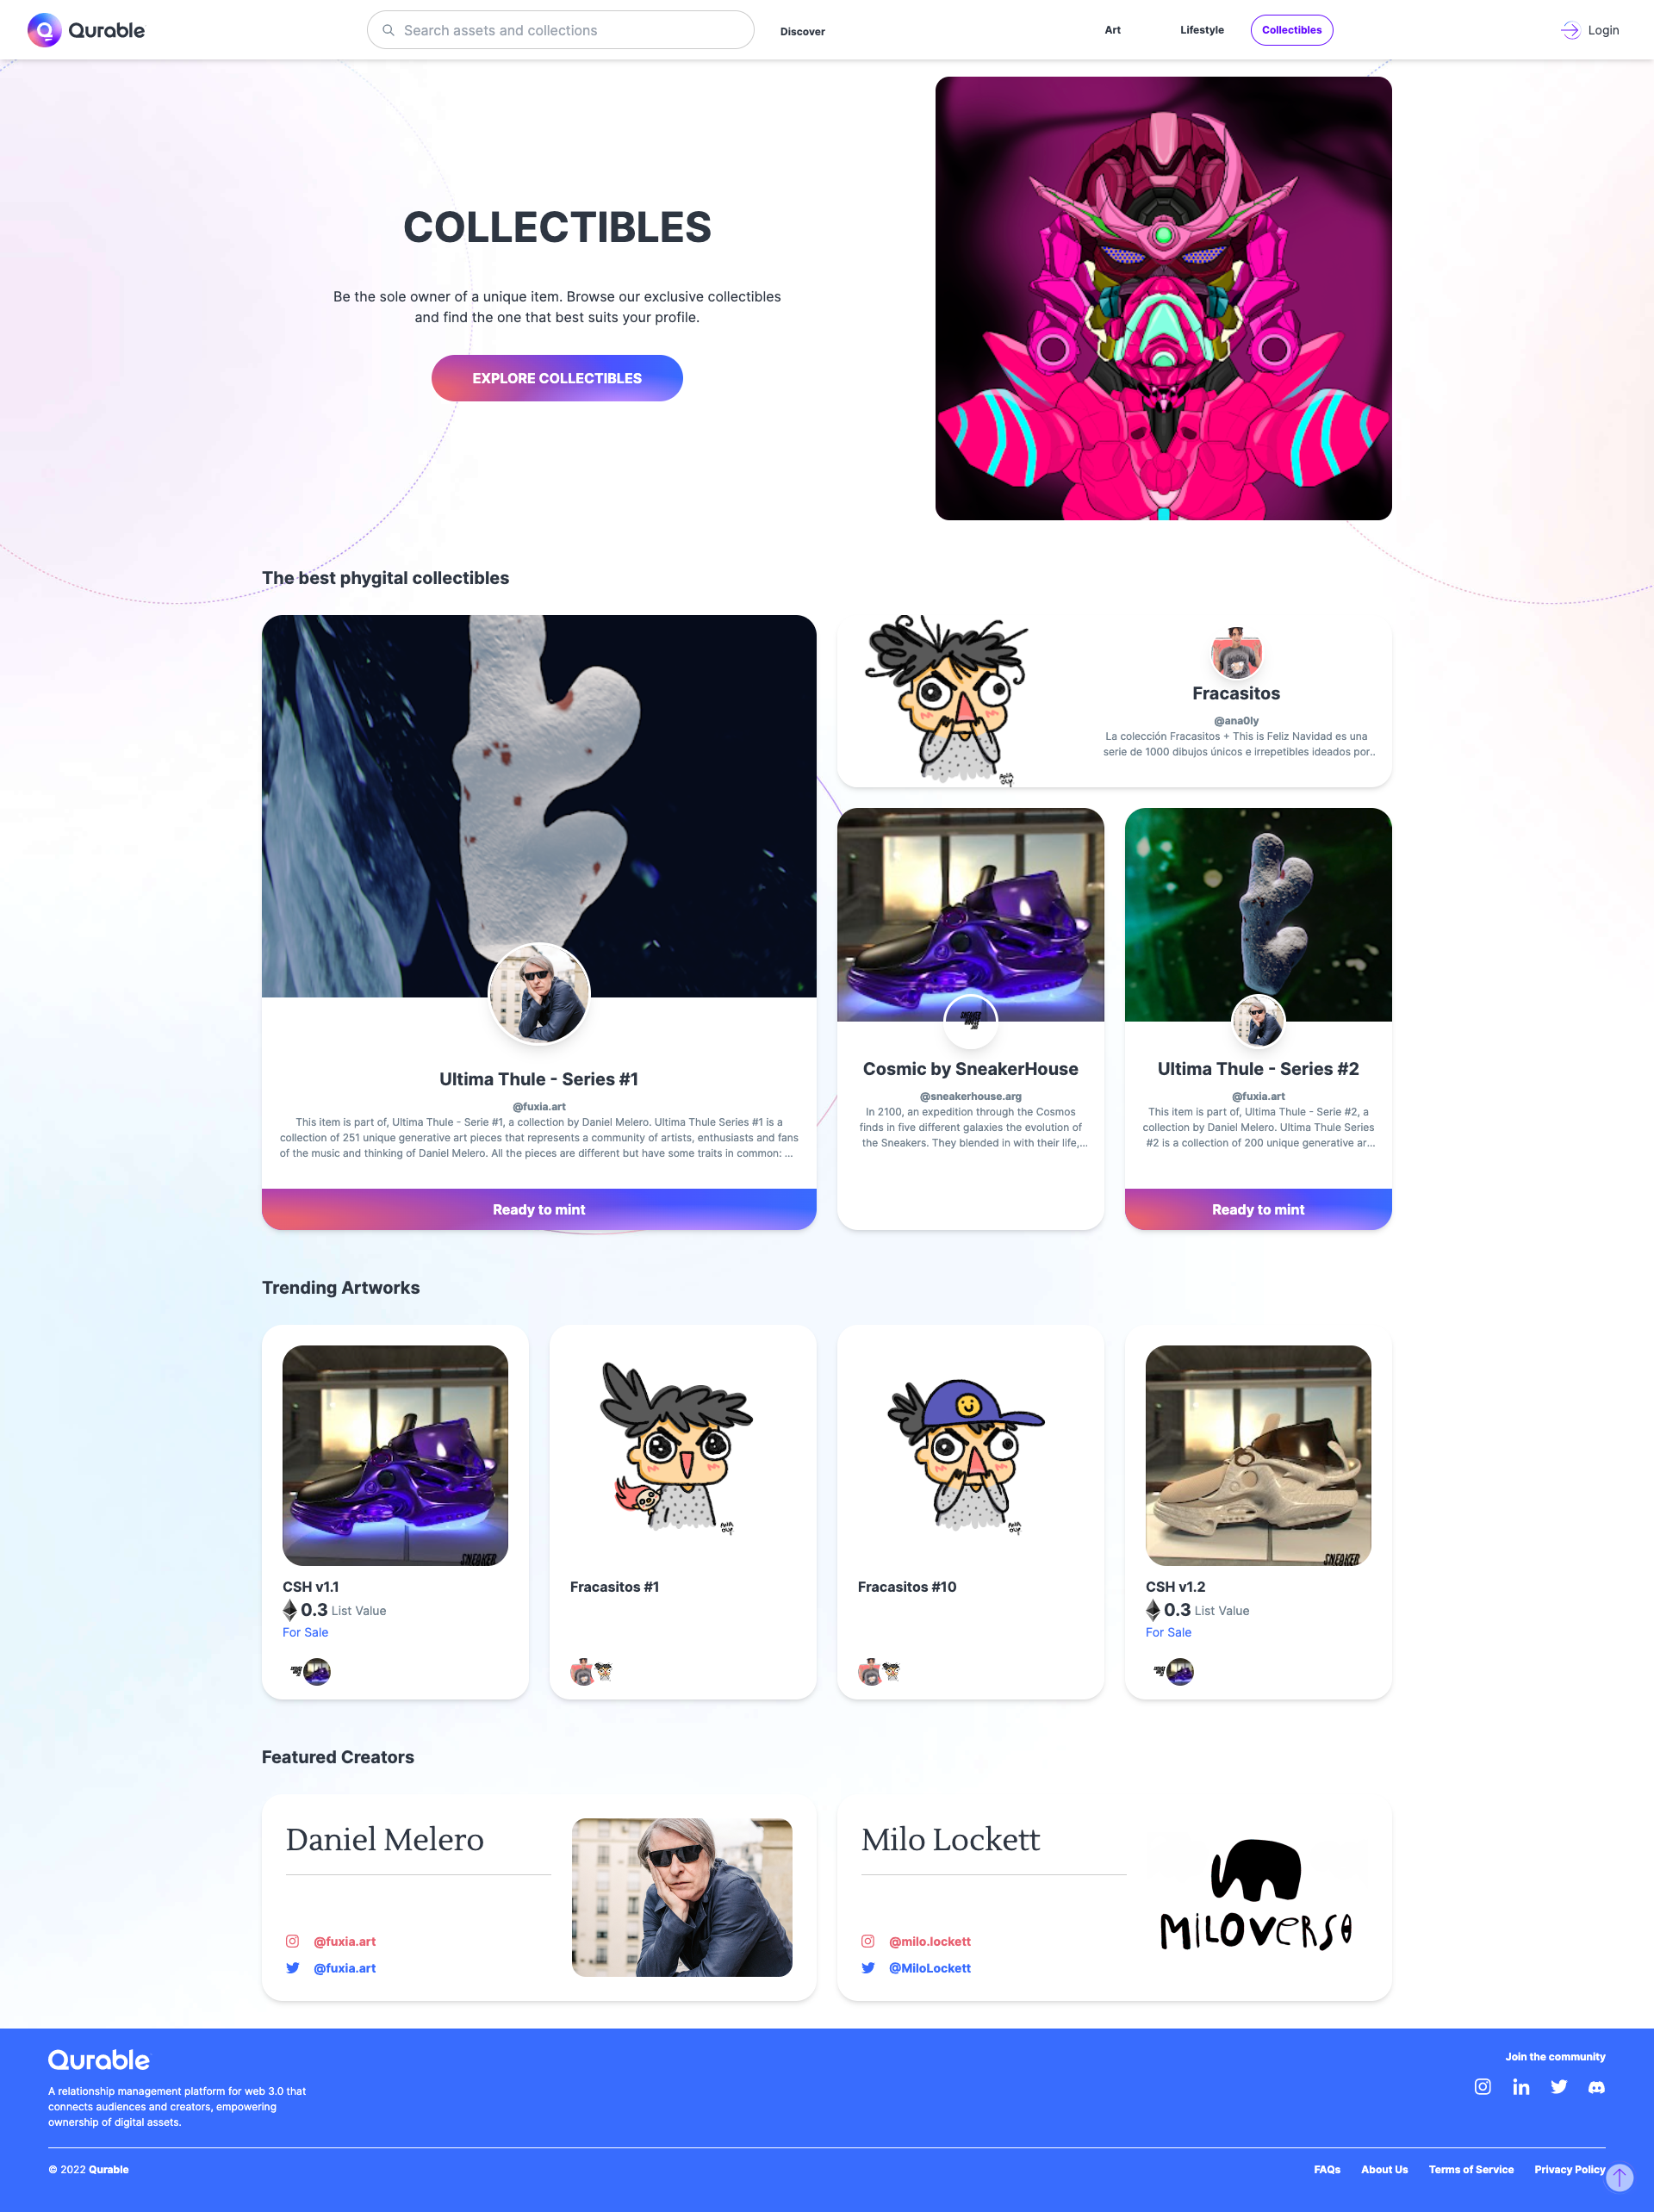 Qurable
Search assets and collections
Discover
Art
Lifestyle
Collectibles
Login
COLLECTIBLES
Be the sole owner of a unique item. Browse our exclusive collectibles
and find the one that best suits your profile.
EXPLORE COLLECTIBLES
The best phygital collectibles
Fracasitos
@ana0ly
La colección Fracasitos + This is Feliz Navidad es una
serie de 1000 dibujos únicos e irrepetibles ideados por..
ANA
OLY
Ultima Thule - Series #1
@fuxia.art
This item is part of, Ultima Thule - Serie #1, a collection by Daniel Melero. Ultima Thule Series #1 is a
collection of 251 unique generative art pieces that represents a community of artists, enthusiasts and fans
of the music and thinking of Daniel Melero. All the pieces are different but have some traits in common: ...
Ready to mint
SNEAKER
HOUSE
Cosmic by SneakerHouse
@sneakerhouse.arg
In 2100, an expedition through the Cosmos
finds in five different galaxies the evolution of
the Sneakers. They blended in with their life,...
Ultima Thule - Series #2
@fuxia.art
This item is part of, Ultima Thule - Serie #2, a
collection by Daniel Melero. Ultima Thule Series
#2 is a collection of 200 unique generative ar...
Ready to mint
Trending Artworks
SNEAKER
CSH v1.1
0.3 List Value
For Sale
ANA
OLY
Fracasitos #1
ANA
OLY
Fracasitos #10
SNEAKER
CSH v1.2
0.3 List Value
For Sale
Featured Creators
Daniel Melero
@fuxia.art
@fuxia.art
Milo Lockett
@milo.lockett
@MiloLockett
MILOVERSO
Qurable
A relationship management platform for web 3.0 that
connects audiences and creators, empowering
ownership of digital assets.
Join the community
© 2022 Qurable
FAQs
About Us
Terms of Service
Privacy Policy